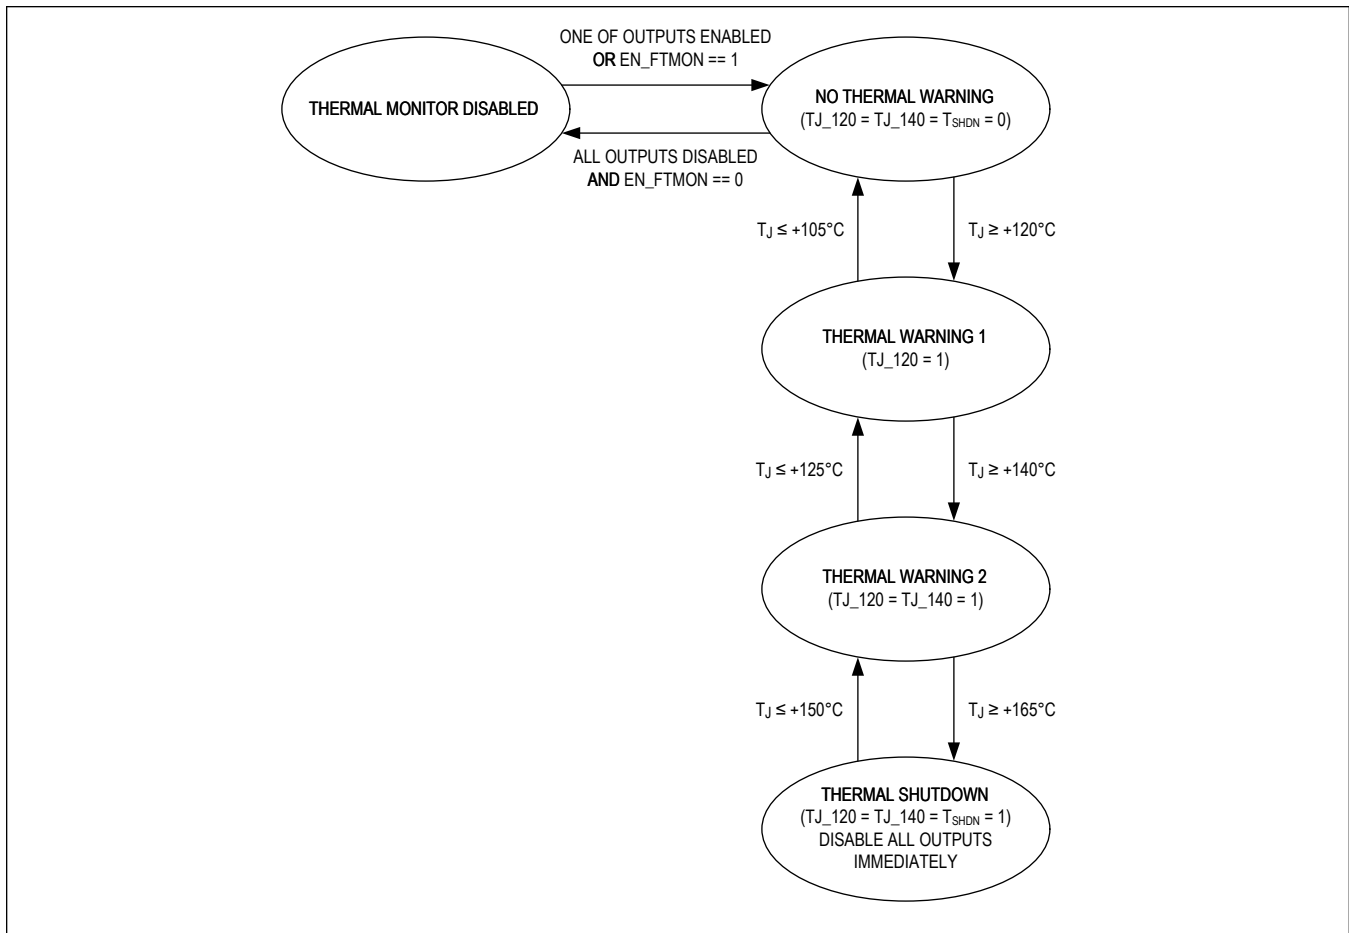 ONE OF OUTPUTS ENABLED
OR EN_FTMON == 1
THERMAL MONITOR DISABLED
NO THERMAL WARNING
(TJ_120 = TJ_140 = TSHDN = 0)
ALL OUTPUTS DISABLED
AND EN_FTMON == 0
TJ ≤ +105°C
TJ ≥ +120°C
THERMAL WARNING 1
(TJ_120 = 1)
TJ ≤ +125°C
TJ ≥ +140°C
THERMAL WARNING 2
(TJ_120 = TJ_140 = 1)
TJ ≤ +150°C
TJ ≥ +165°C
THERMAL SHUTDOWN
(TJ_120 = TJ_140 = TSHDN = 1)
DISABLE ALL OUTPUTS
IMMEDIATELY